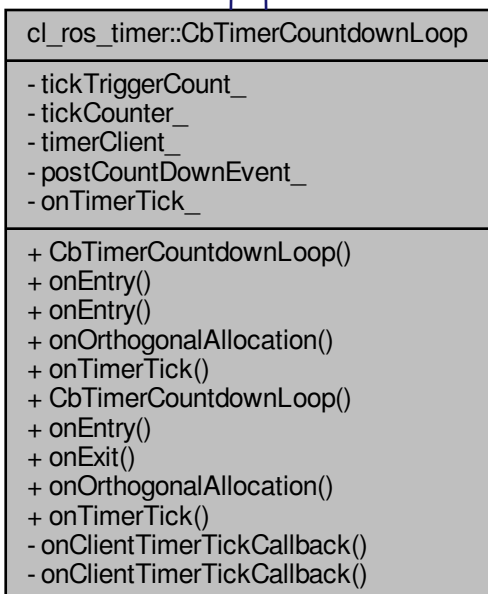 cl_ros_timer::CbTimerCountdownLoop
- tickTriggerCount_
- tickCounter_
- timerClient_
- postCountDownEvent_
- onTimerTick_
+ CbTimerCountdownLoop()
+ onEntry()
+ onEntry()
+ onOrthogonalAllocation()
+ onTimerTick()
+ CbTimerCountdownLoop()
+ onEntry()
+ onExit()
+ onOrthogonalAllocation()
+ onTimerTick()
- onClientTimerTickCallback()
- onClientTimerTickCallback()